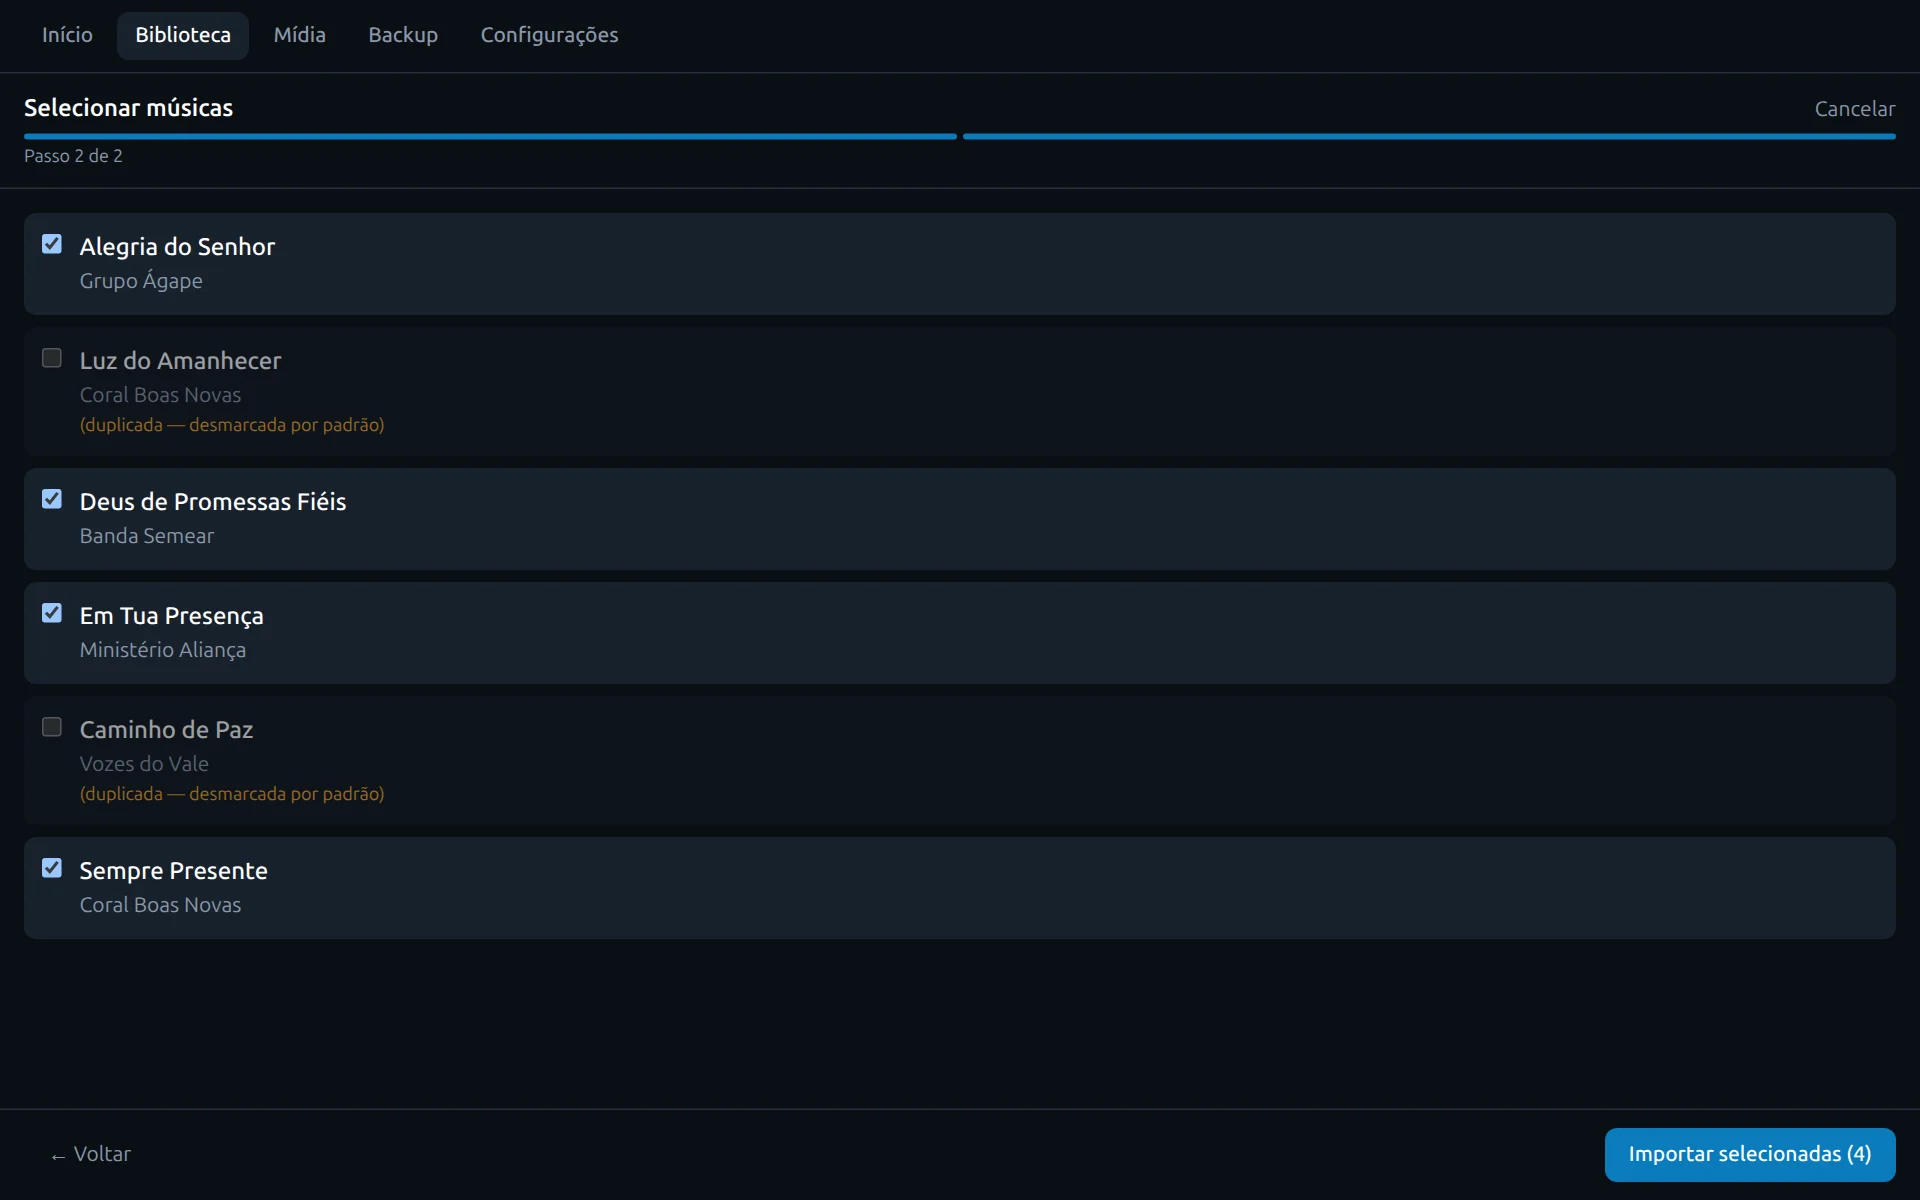 Início Biblioteca Mídia Backup Configurações
Selecionar músicas Cancelar
Passo 2 de 2
Alegria do Senhor
Grupo Ágape
Luz do Amanhecer
Coral Boas Novas
(duplicada — desmarcada por padrão)
Deus de Promessas Fiéis
Banda Semear
Em Tua Presença
Ministério Aliança
Caminho de Paz
Vozes do Vale
(duplicada — desmarcada por padrão)
Sempre Presente
Coral Boas Novas
← Voltar Importar selecionadas (4)